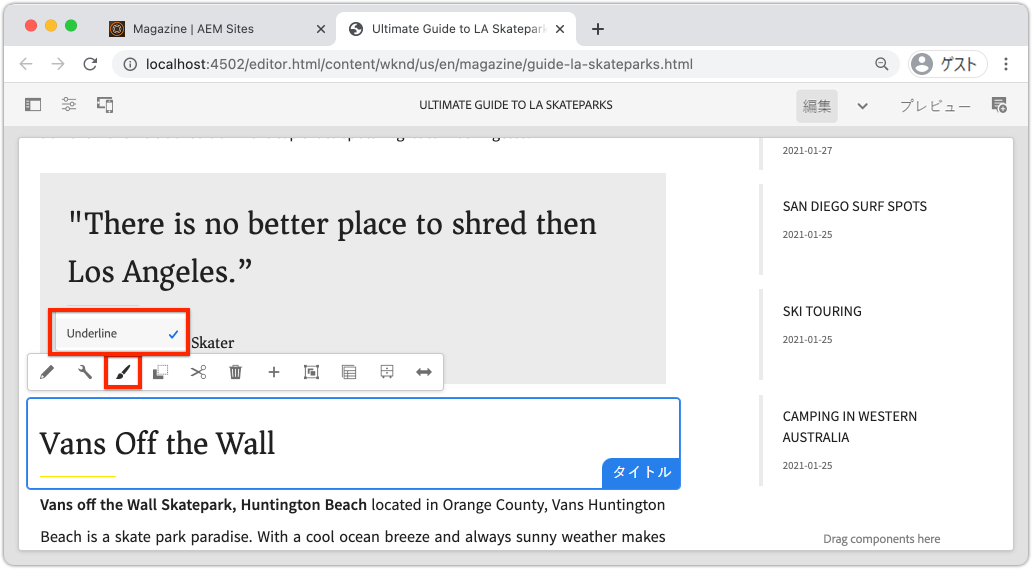 Magazine | AEM Sites
Ultimate Guide to LA Skatepark
localhost:4502/editor.html/content/wknd/us/en/magazine/guide-la-skateparks.html
ゲスト
ULTIMATE GUIDE TO LA SKATEPARKS
編集
プレビュー
"There is no better place to shred then
Los Angeles.”
Underline
Skater
Vans Off the Wall
タイトル
Vans off the Wall Skatepark, Huntington Beach located in Orange County, Vans Huntington
Beach is a skate park paradise. With a cool ocean breeze and always sunny weather makes
2021-01-27
SAN DIEGO SURF SPOTS
2021-01-25
SKI TOURING
2021-01-25
CAMPING IN WESTERN
AUSTRALIA
2021-01-25
Drag components here